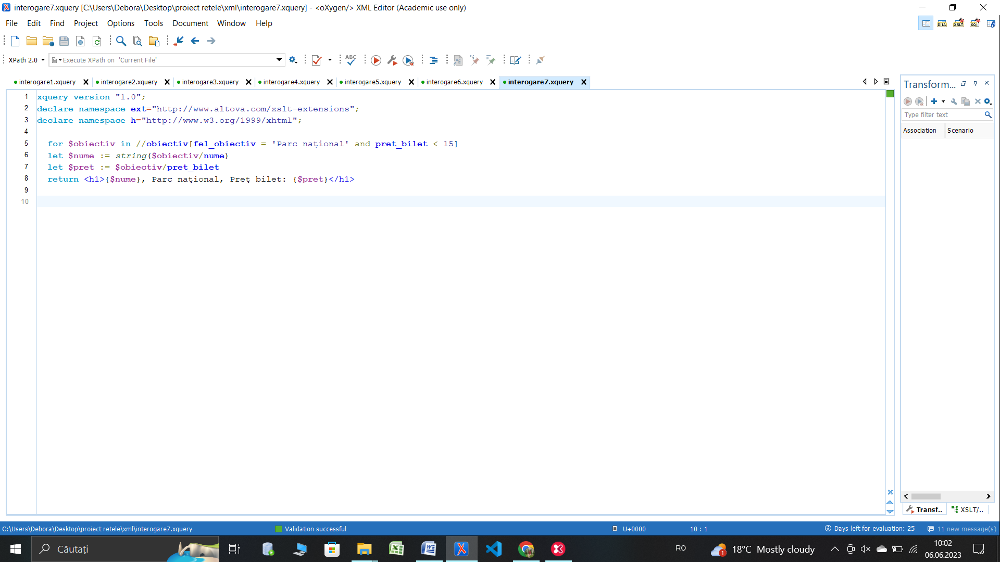 interogare7.xquery [C:\Users\Debora\Desktop\proiect retele\xml\interogare7.xquery] - <oXygen/> XML Editor (Academic use only)
File Edit Find Project Options Tools Document Window Help
DITA XSLT XQ
XPath 2.0 Execute XPath on 'Current File' ABC
interogare1.xquery interogare2.xquery interogare3.xquery interogare4.xquery interogare5.xquery interogare6.xquery interogare7.xquery
1 xquery version "1.0";
2 declare namespace ext="http://www.altova.com/xslt-extensions";
3 declare namespace h="http://www.w3.org/1999/xhtml";
4
5 for $obiectiv in //obiectiv[fel_obiectiv = 'Parc național' and pret_bilet < 15]
6 let $nume := string($obiectiv/nume)
7 let $pret := $obiectiv/pret_bilet
8 return <h1>{$nume}, Parc național, Preț bilet: {$pret}</h1>
9
10
Transform...
Type filter text
Association Scenario
Transf.. XSLT/..
C:\Users\Debora\Desktop\proiect retele\xml\interogare7.xquery Validation successful U+0000 10 : 1 Days left for evaluation: 25 11 new message(s)
Căutați RO 1 18°C Mostly cloudy 10:02
06.06.2023